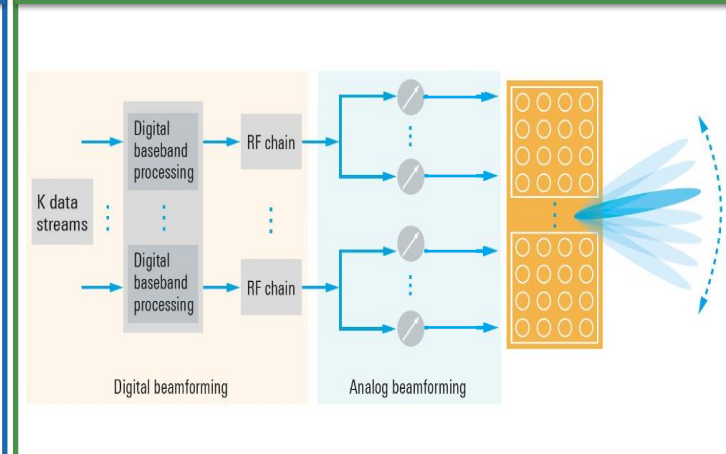 Digital
baseband
processing
RF chain
K data
streams
Digital
baseband
processing
RF chain
Digital beamforming
Analog beamforming